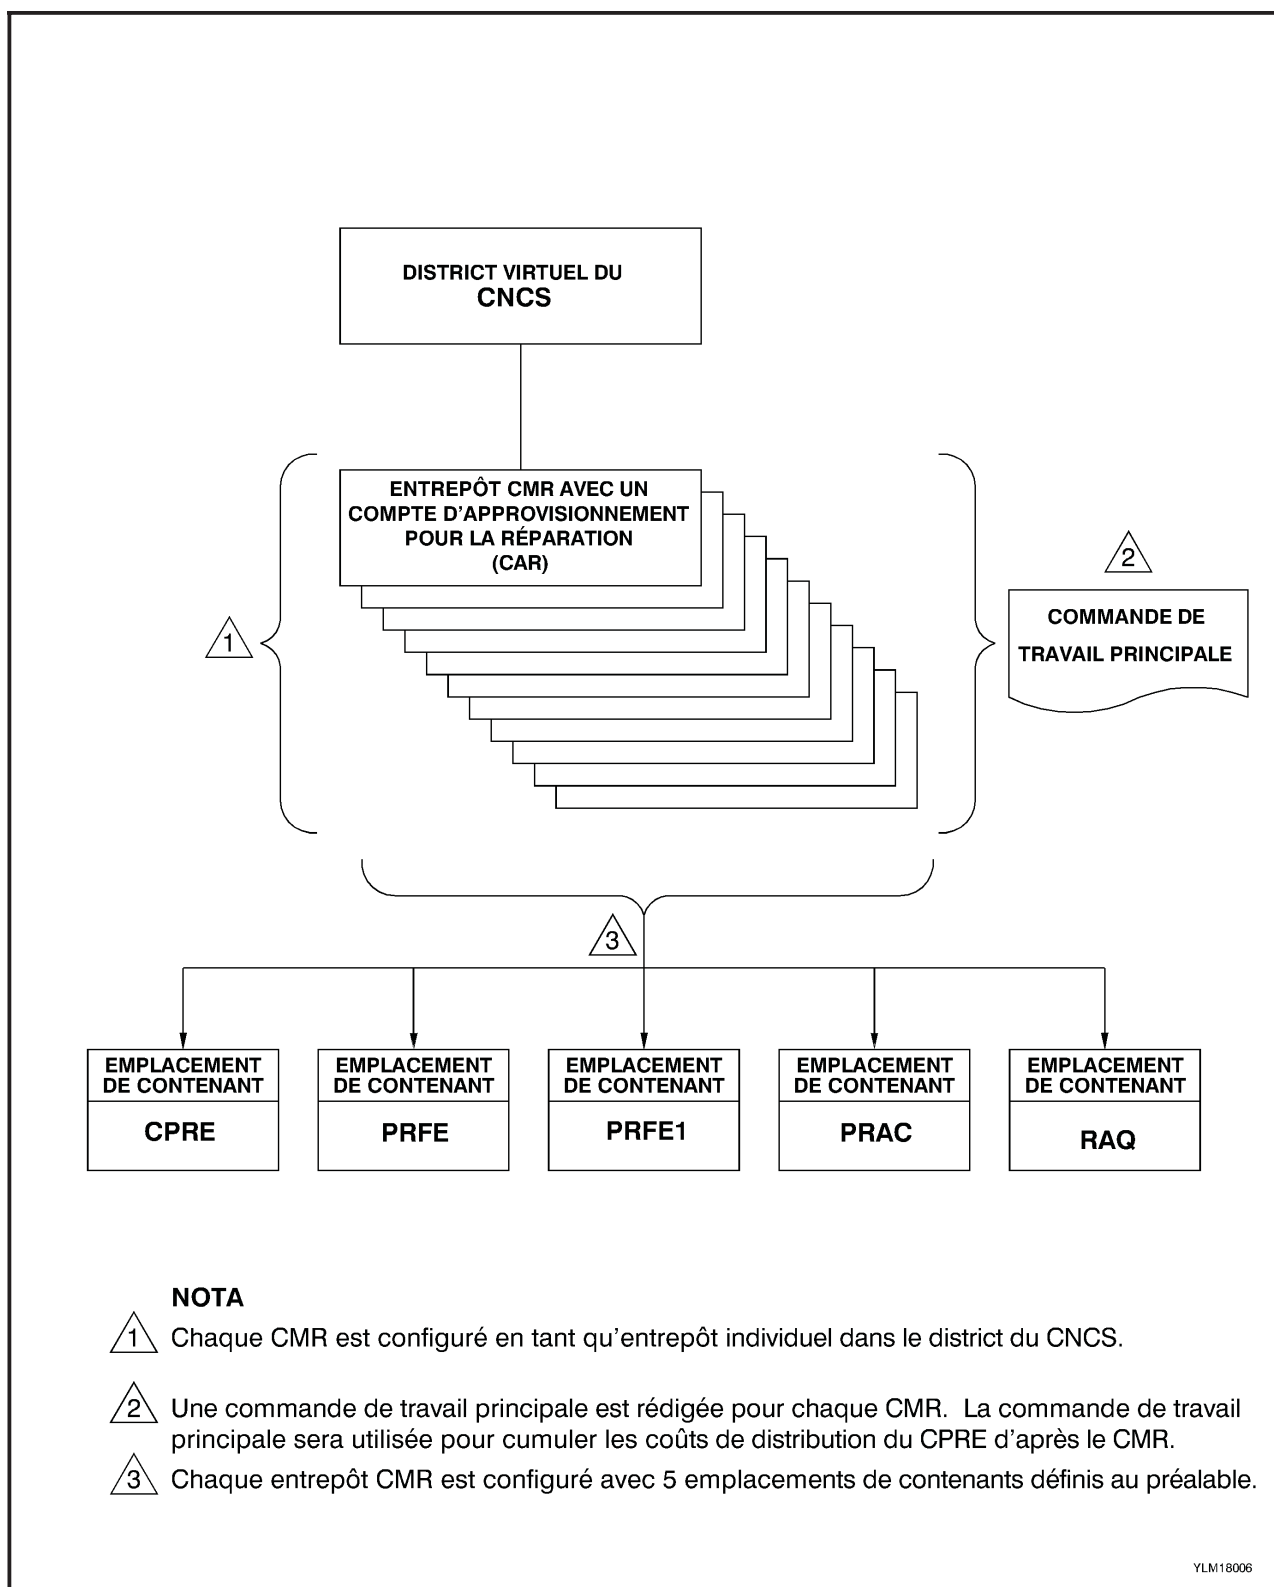 DISTRICT VIRTUEL DU
CNCS
ENTREPÔT CMR AVEC UN
COMPTE D'APPROVISIONNEMENT
POUR LA RÉPARATION
(CAR)
1
2
COMMANDE DE
TRAVAIL PRINCIPALE
3
EMPLACEMENT
DE CONTENANT
CPRE
EMPLACEMENT
DE CONTENANT
PRFE
EMPLACEMENT
DE CONTENANT
PRFE1
EMPLACEMENT
DE CONTENANT
PRAC
EMPLACEMENT
DE CONTENANT
RAQ
NOTA
1 Chaque CMR est configuré en tant qu'entrepôt individuel dans le district du CNCS.
2 Une commande de travail principale est rédigée pour chaque CMR. La commande de travail
principale sera utilisée pour cumuler les coûts de distribution du CPRE d'après le CMR.
3 Chaque entrepôt CMR est configuré avec 5 emplacements de contenants définis au préalable.
YLM18006